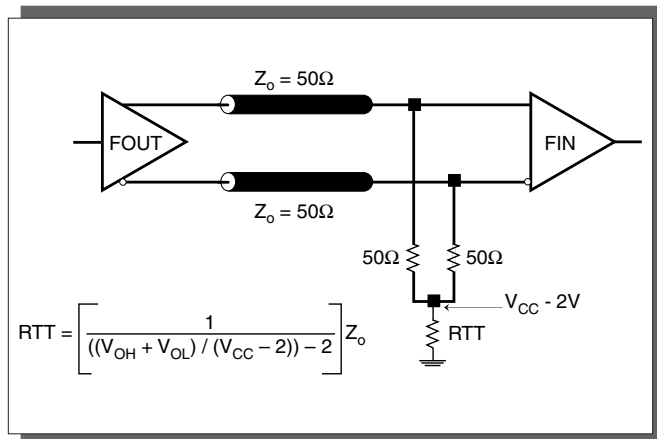 Zo = 50Ω
FOUT
FIN
Zo = 50Ω
50Ω
50Ω
VCC - 2V
RTT
RTT = [ 1 / ((VOH + VOL) / (VCC – 2)) – 2 ] Zo